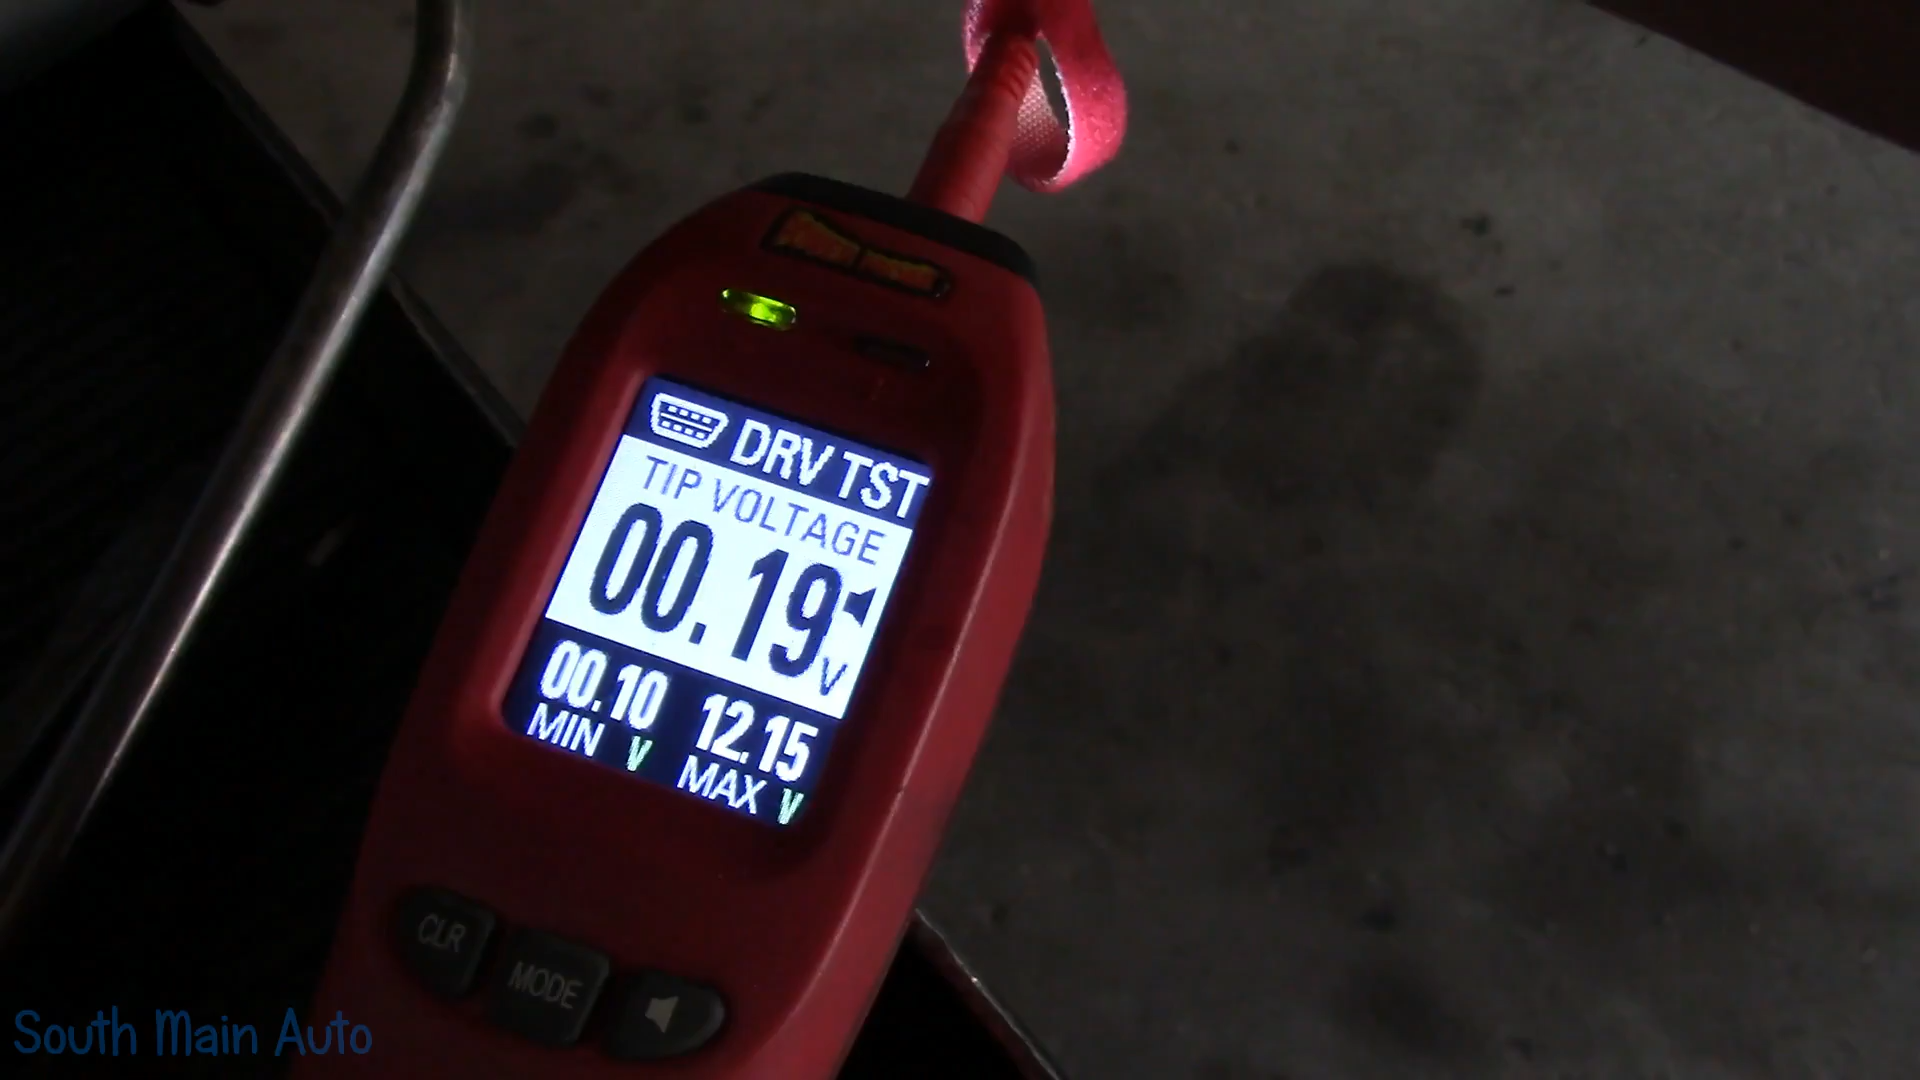 DRV TST
TIP VOLTAGE
00.19 V
00.10 12.15
MIN V MAX V
CLR MODE
South Main Auto